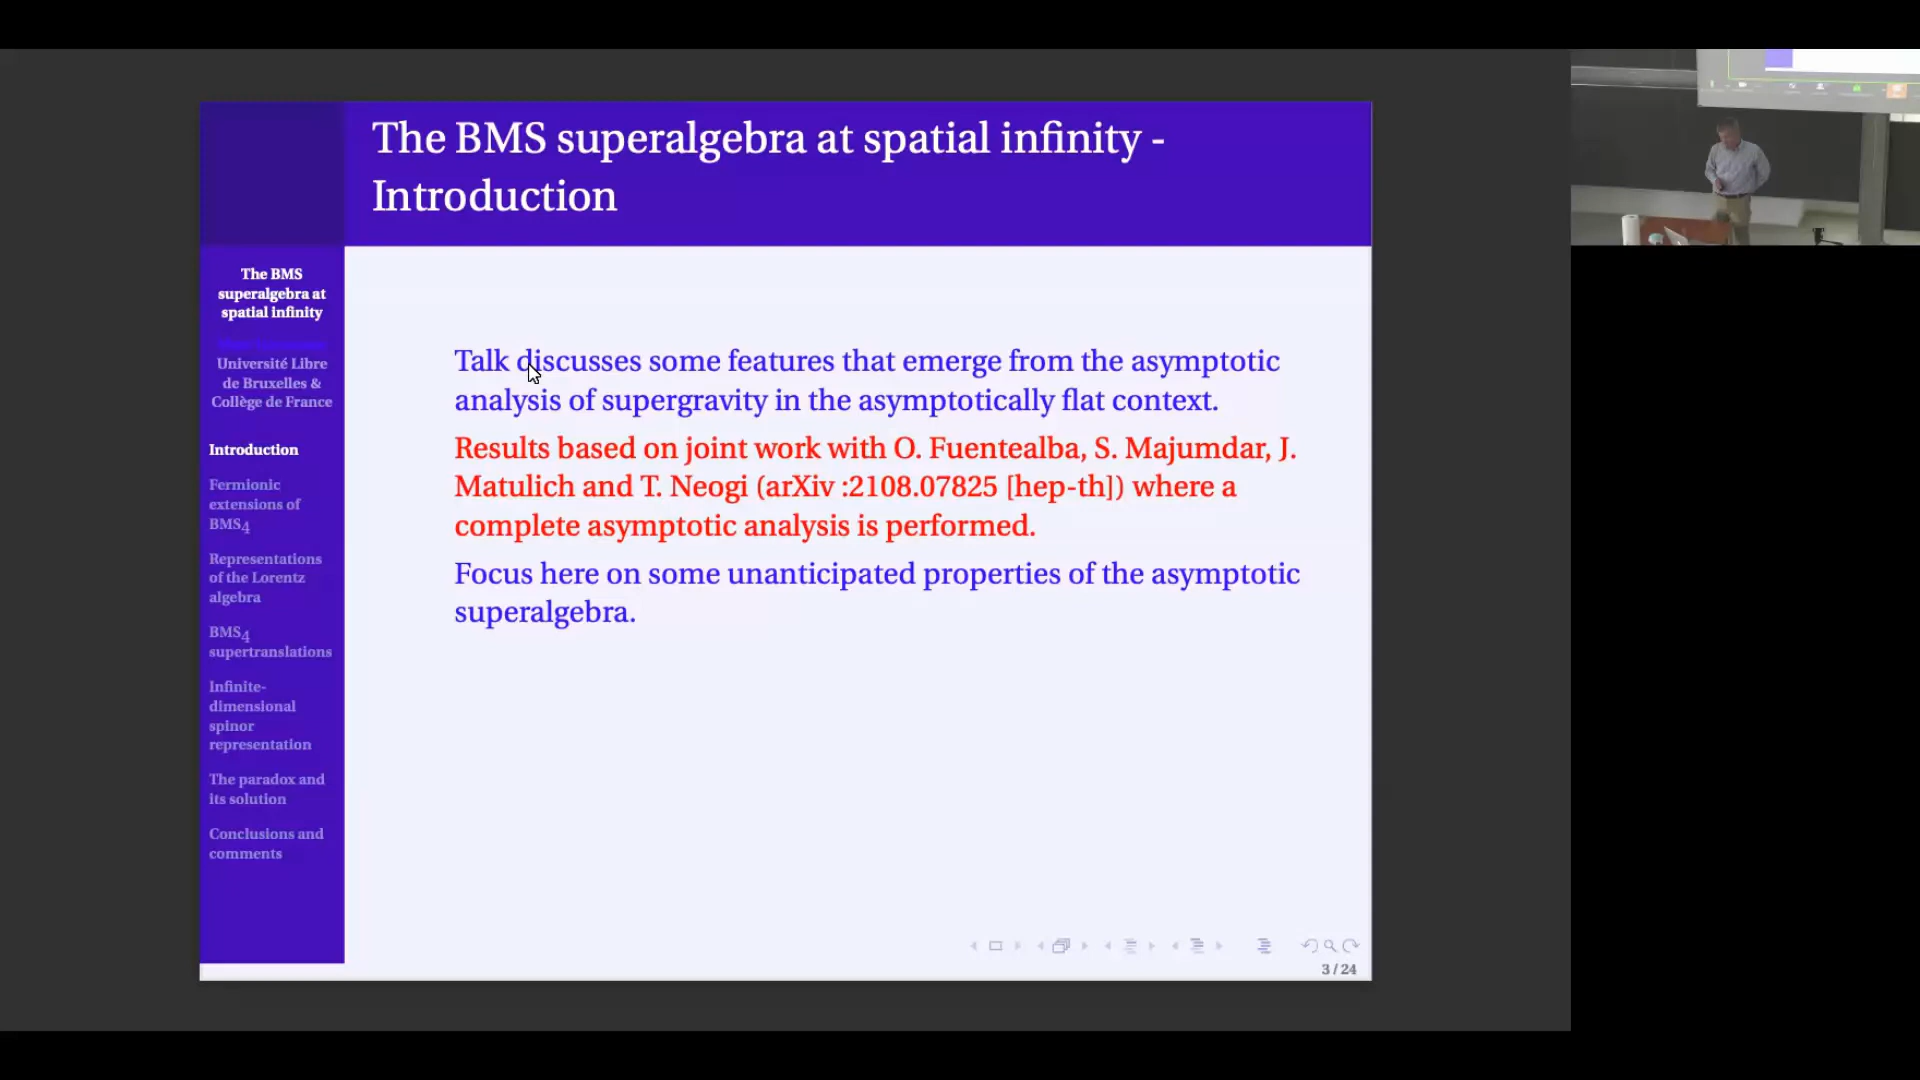 The BMS superalgebra at spatial infinity -
Introduction
The BMS
superalgebra at
spatial infinity
Université Libre
de Bruxelles &
Collège de France
Introduction
Fermionic
extensions of
BMS4
Representations
of the Lorentz
algebra
BMS4
supertranslations
Infinite-
dimensional
spinor
representation
The paradox and
its solution
Conclusions and
comments
Talk discusses some features that emerge from the asymptotic
analysis of supergravity in the asymptotically flat context.
Results based on joint work with O. Fuentealba, S. Majumdar, J.
Matulich and T. Neogi (arXiv :2108.07825 [hep-th]) where a
complete asymptotic analysis is performed.
Focus here on some unanticipated properties of the asymptotic
superalgebra.
3 / 24